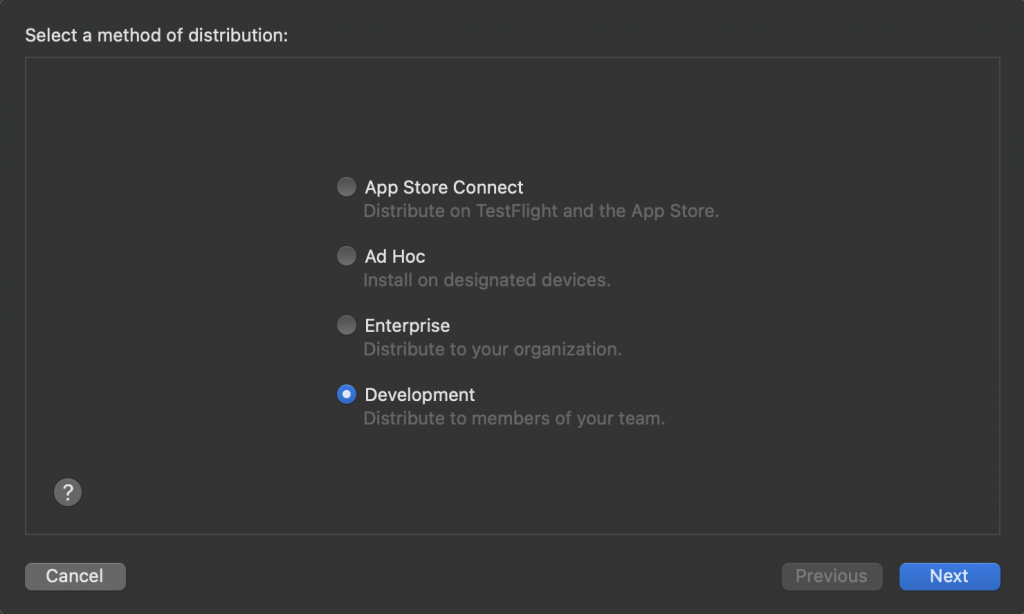 Select a method of distribution:
App Store Connect
Distribute on TestFlight and the App Store.
Ad Hoc
Install on designated devices.
Enterprise
Distribute to your organization.
Development
Distribute to members of your team.
?
Cancel
Previous
Next